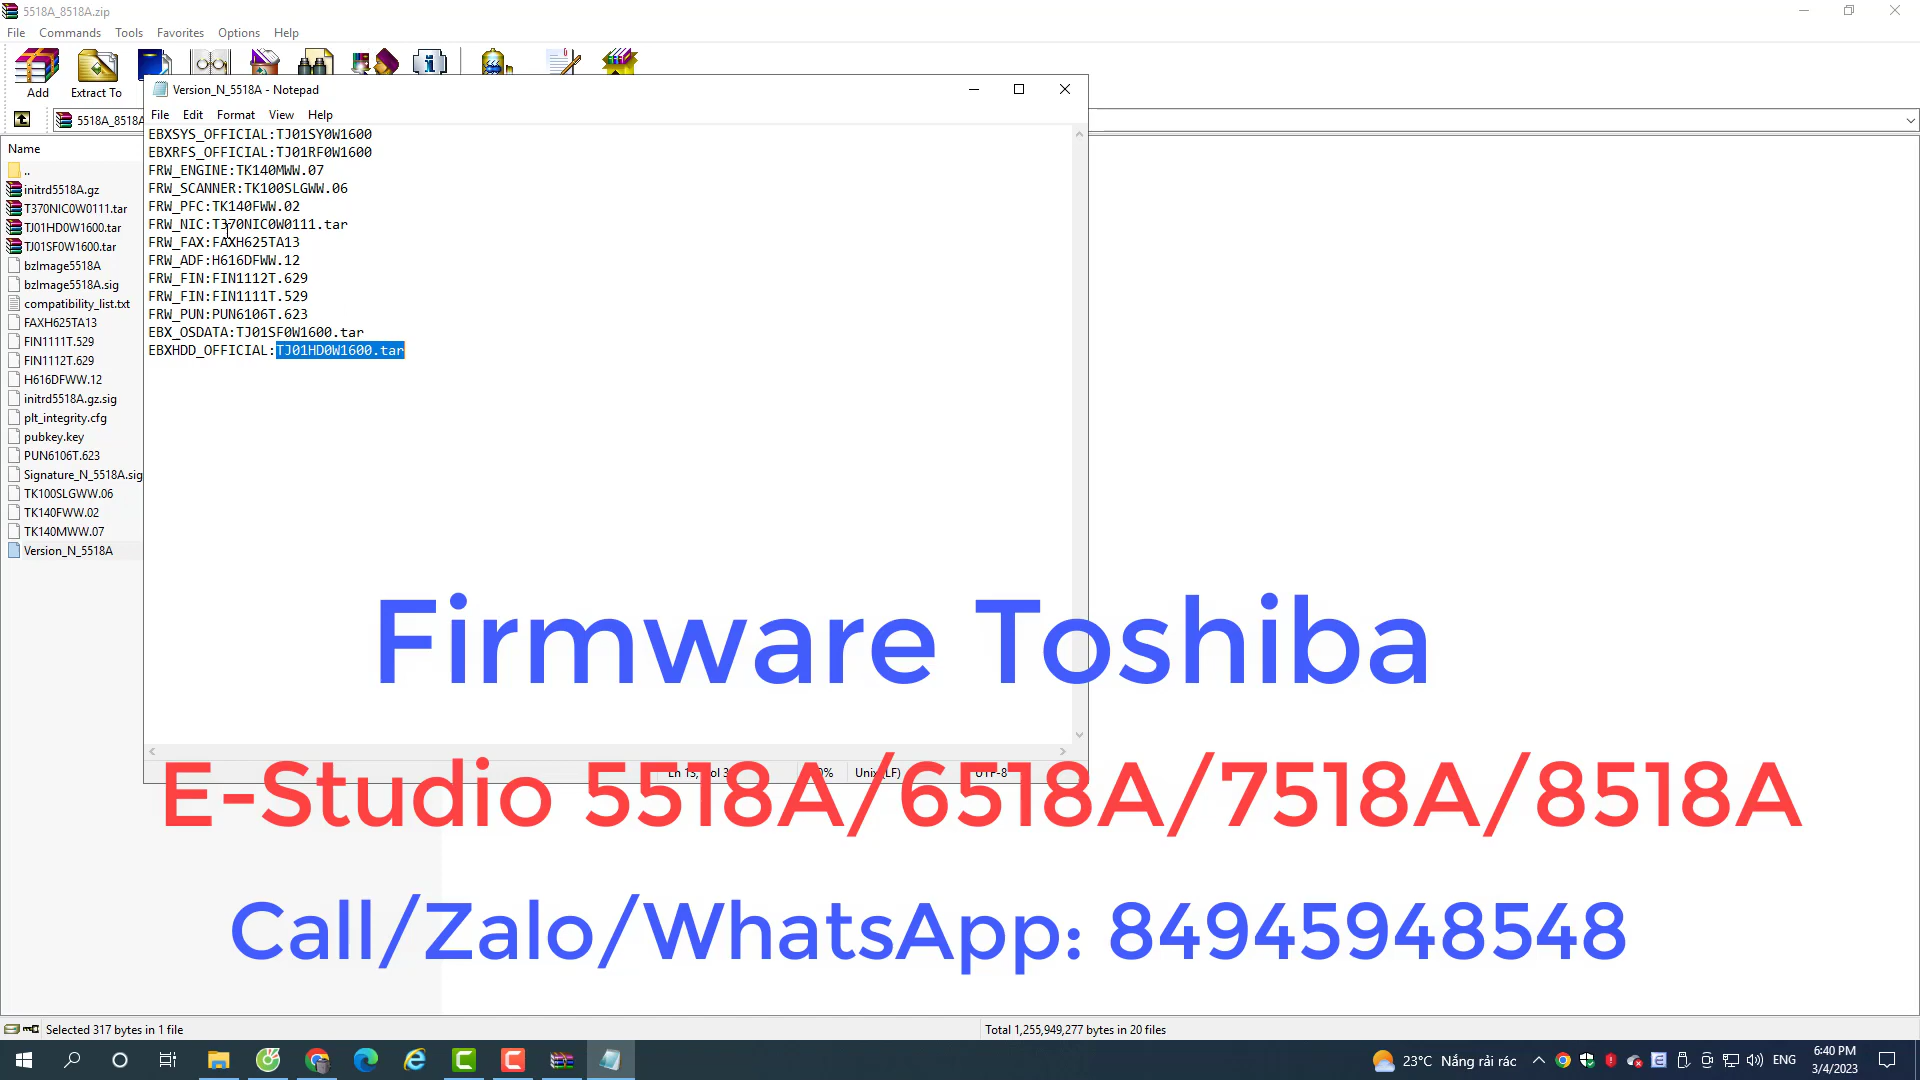 5518A_8518A.zip
File Commands Tools Favorites Options Help
Add Extract To
5518A_8518A
Name
..
initrd5518A.gz
T370NIC0W0111.tar
TJ01HD0W1600.tar
TJ01SF0W1600.tar
bzImage5518A
bzImage5518A.sig
compatibility_list.txt
FAXH625TA13
FIN1111T.529
FIN1112T.629
H616DFWW.12
initrd5518A.gz.sig
plt_integrity.cfg
pubkey.key
PUN6106T.623
Signature_N_5518A.sig
TK100SLGWW.06
TK140FWW.02
TK140MWW.07
Version_N_5518A
Version_N_5518A - Notepad
File Edit Format View Help
EBXSYS_OFFICIAL:TJ01SY0W1600
EBXRFS_OFFICIAL:TJ01RF0W1600
FRW_ENGINE:TK140MWW.07
FRW_SCANNER:TK100SLGWW.06
FRW_PFC:TK140FWW.02
FRW_NIC:T370NIC0W0111.tar
FRW_FAX:FAXH625TA13
FRW_ADF:H616DFWW.12
FRW_FIN:FIN1112T.629
FRW_FIN:FIN1111T.529
FRW_PUN:PUN6106T.623
EBX_OSDATA:TJ01SF0W1600.tar
EBXHDD_OFFICIAL:TJ01HD0W1600.tar
Unix (LF) UTF-8
Firmware Toshiba
E-Studio 5518A/6518A/7518A/8518A
Call/Zalo/WhatsApp: 84945948548
Selected 317 bytes in 1 file
Total 1,255,949,277 bytes in 20 files
23°C Nắng rải rác
ENG
6:40 PM
3/4/2023